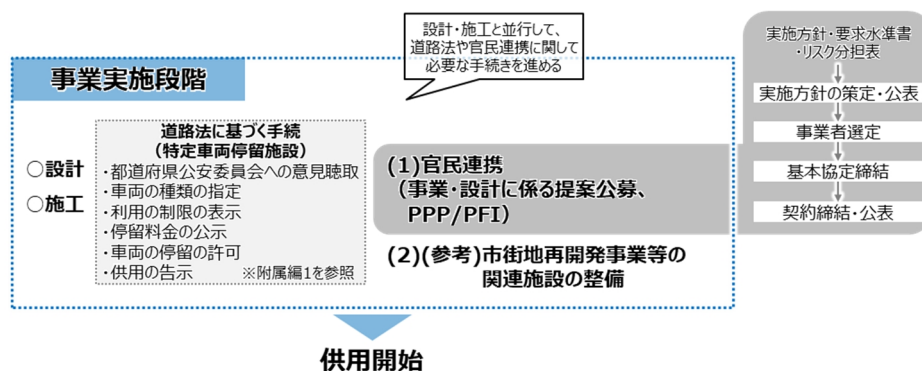 設計・施工と並行して、
道路法や官民連携に関して
必要な手続きを進める
事業実施段階
○設計
○施工
道路法に基づく手続
（特定車両停留施設）
・都道府県公安委員会への意見聴取
・車両の種類の指定
・利用の制限の表示
・停留料金の公示
・車両の停留の許可
・供用の告示　※附属編1を参照
(1)官民連携
（事業・設計に係る提案公募、
PPP/PFI）
(2)(参考)市街地再開発事業等の
関連施設の整備
実施方針・要求水準書
・リスク分担表
実施方針の策定・公表
事業者選定
基本協定締結
契約締結・公表
供用開始